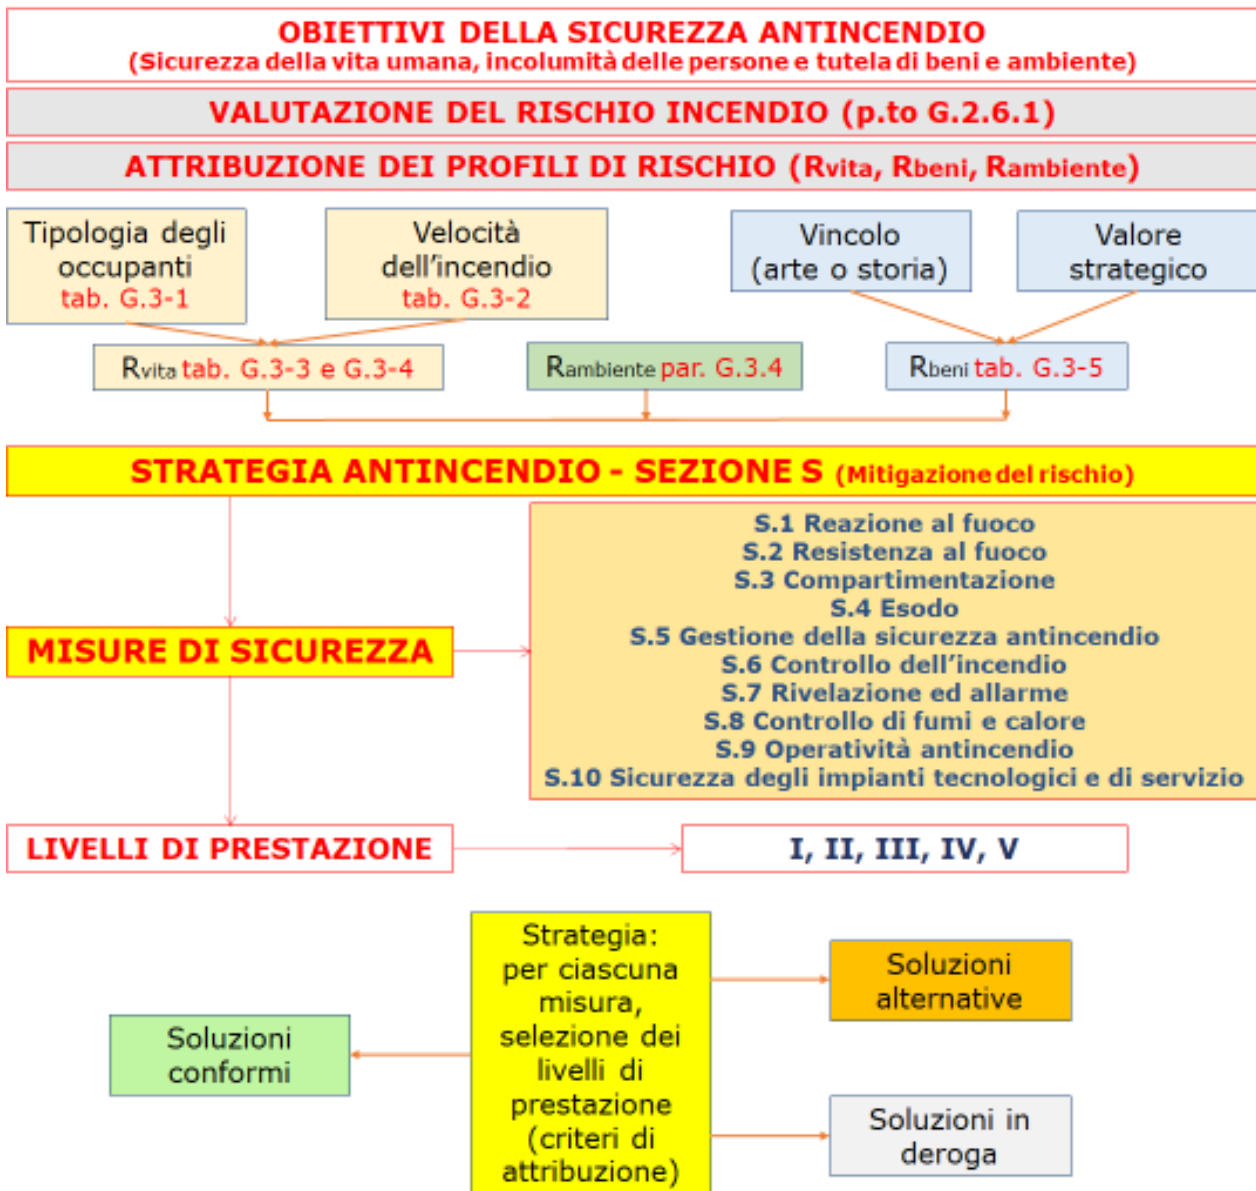 OBIETTIVI DELLA SICUREZZA ANTINCENDIO
(Sicurezza della vita umana, incolumità delle persone e tutela di beni e ambiente)
VALUTAZIONE DEL RISCHIO INCENDIO (p.to G.2.6.1)
ATTRIBUZIONE DEI PROFILI DI RISCHIO (Rvita, Rbeni, Rambiente)
Tipologia degli
occupanti
tab. G.3-1
Velocità
dell'incendio
tab. G.3-2
Vincolo
(arte o storia)
Valore
strategico
Rvita tab. G.3-3 e G.3-4
Rambiente par. G.3.4
Rbeni tab. G.3-5
STRATEGIA ANTINCENDIO - SEZIONE S (Mitigazione del rischio)
S.1 Reazione al fuoco
S.2 Resistenza al fuoco
S.3 Compartimentazione
S.4 Esodo
S.5 Gestione della sicurezza antincendio
S.6 Controllo dell'incendio
S.7 Rivelazione ed allarme
S.8 Controllo di fumi e calore
S.9 Operatività antincendio
S.10 Sicurezza degli impianti tecnologici e di servizio
MISURE DI SICUREZZA
LIVELLI DI PRESTAZIONE
I, II, III, IV, V
Strategia:
per ciascuna
misura,
selezione dei
livelli di
prestazione
(criteri di
attribuzione)
Soluzioni
alternative
Soluzioni
conformi
Soluzioni in
deroga